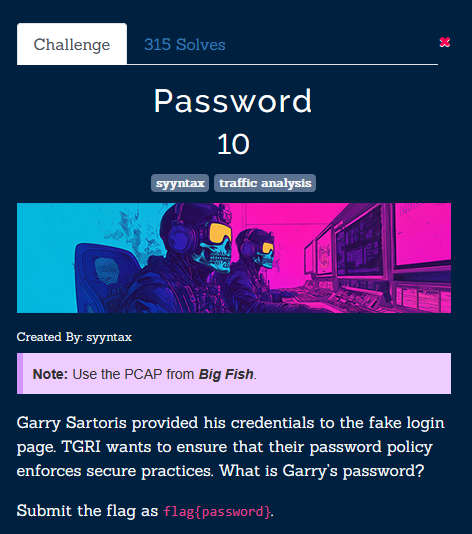 Challenge
315 Solves
Password
10
syyntax
traffic analysis
Created By: syyntax
Note: Use the PCAP from Big Fish.
Garry Sartoris provided his credentials to the fake login
page. TGRI wants to ensure that their password policy
enforces secure practices. What is Garry's password?
Submit the flag as flag{password}.